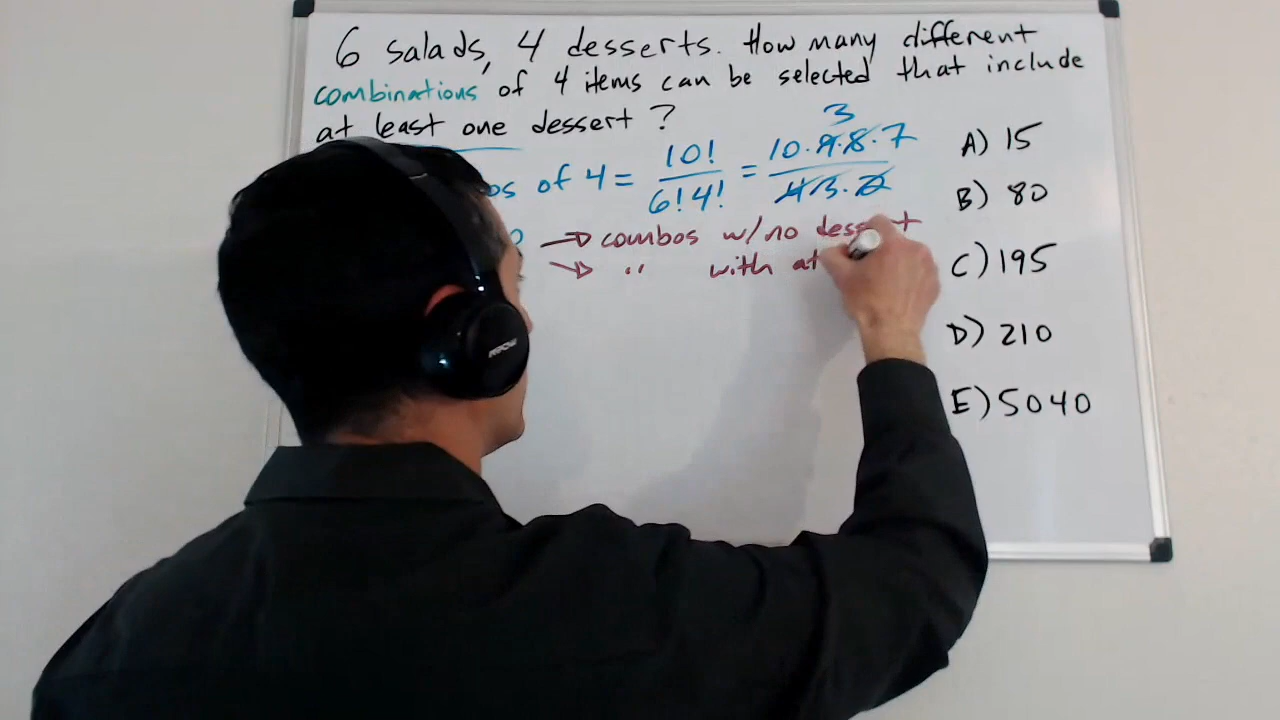 6 salads, 4 desserts. How many different
combinations of 4 items can be selected that include
at least one dessert?
of 4 = 10! / 6!4! = 10·9·8·7 / 4·3·2
3
→ combos w/no
→ " with at
A) 15
B) 80
C) 195
D) 210
E) 5040
mpow